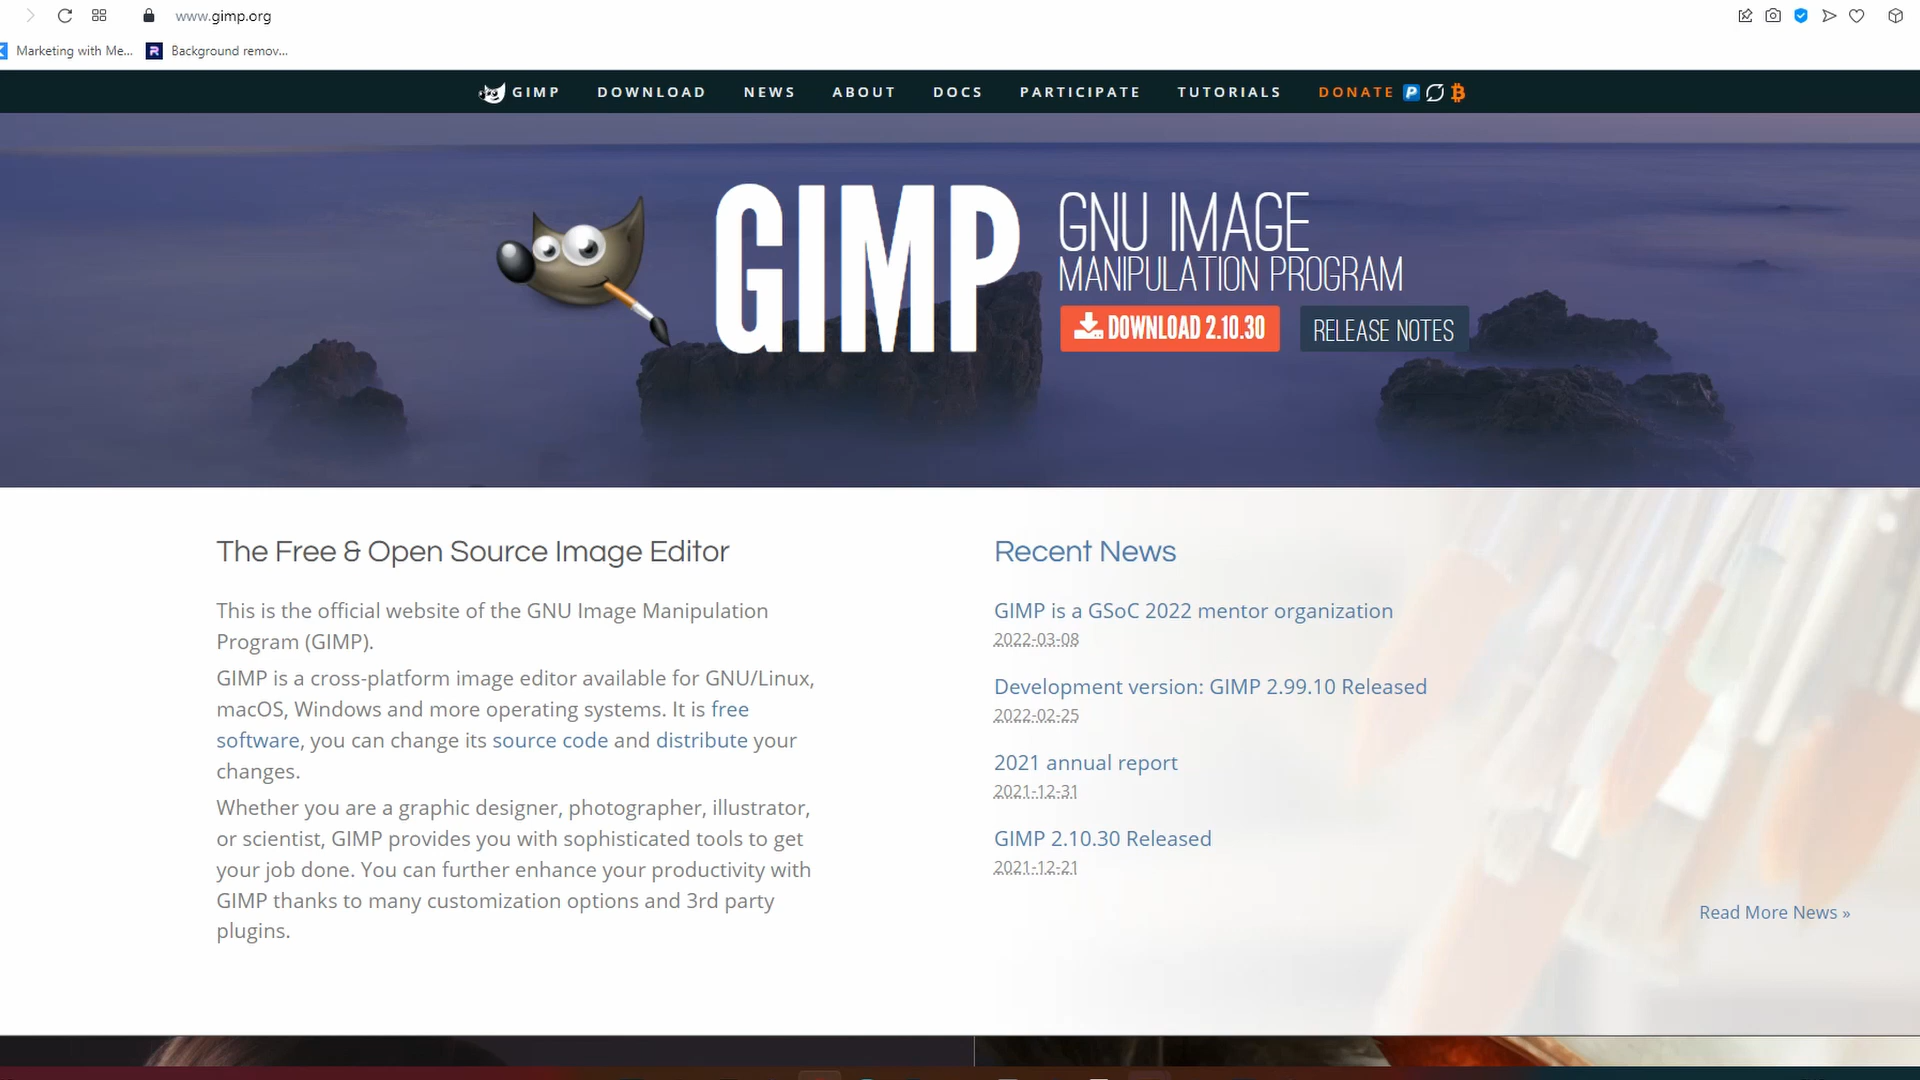 www.gimp.org
Marketing with Me...
Background remov...
GIMP
DOWNLOAD
NEWS
ABOUT
DOCS
PARTICIPATE
TUTORIALS
DONATE
GIMP
GNU IMAGE
MANIPULATION PROGRAM
DOWNLOAD 2.10.30
RELEASE NOTES
The Free & Open Source Image Editor
This is the official website of the GNU Image Manipulation
Program (GIMP).
GIMP is a cross-platform image editor available for GNU/Linux,
macOS, Windows and more operating systems. It is free
software, you can change its source code and distribute your
changes.
Whether you are a graphic designer, photographer, illustrator,
or scientist, GIMP provides you with sophisticated tools to get
your job done. You can further enhance your productivity with
GIMP thanks to many customization options and 3rd party
plugins.
Recent News
GIMP is a GSoC 2022 mentor organization
2022-03-08
Development version: GIMP 2.99.10 Released
2022-02-25
2021 annual report
2021-12-31
GIMP 2.10.30 Released
2021-12-21
Read More News »